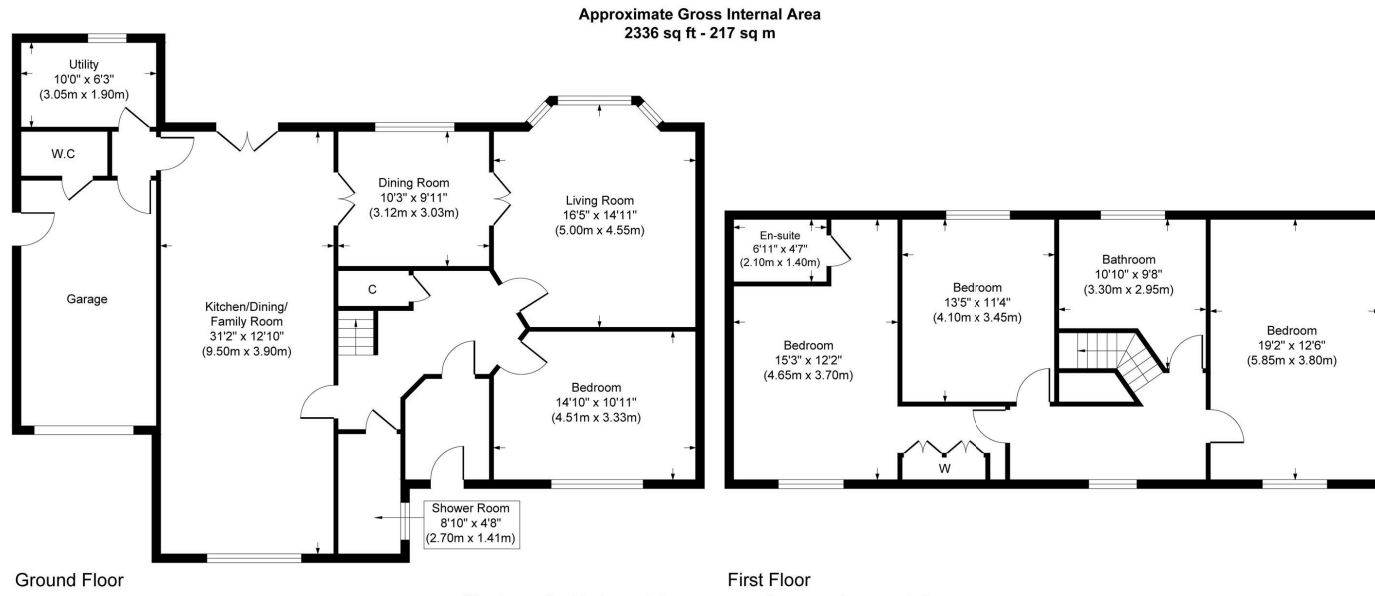 Approximate Gross Internal Area
2336 sq ft - 217 sq m
Utility
10'0" x 6'3"
(3.05m x 1.90m)
W.C
Garage
Kitchen/Dining/
Family Room
31'2" x 12'10"
(9.50m x 3.90m)
Dining Room
10'3" x 9'11"
(3.12m x 3.03m)
Living Room
16'5" x 14'11"
(5.00m x 4.55m)
C
Bedroom
14'10" x 10'11"
(4.51m x 3.33m)
Shower Room
8'10" x 4'8"
(2.70m x 1.41m)
Ground Floor
En-suite
6'11" x 4'7"
(2.10m x 1.40m)
Bedroom
15'3" x 12'2"
(4.65m x 3.70m)
Bedroom
13'5" x 11'4"
(4.10m x 3.45m)
Bathroom
10'10" x 9'8"
(3.30m x 2.95m)
Bedroom
19'2" x 12'6"
(5.85m x 3.80m)
W
First Floor